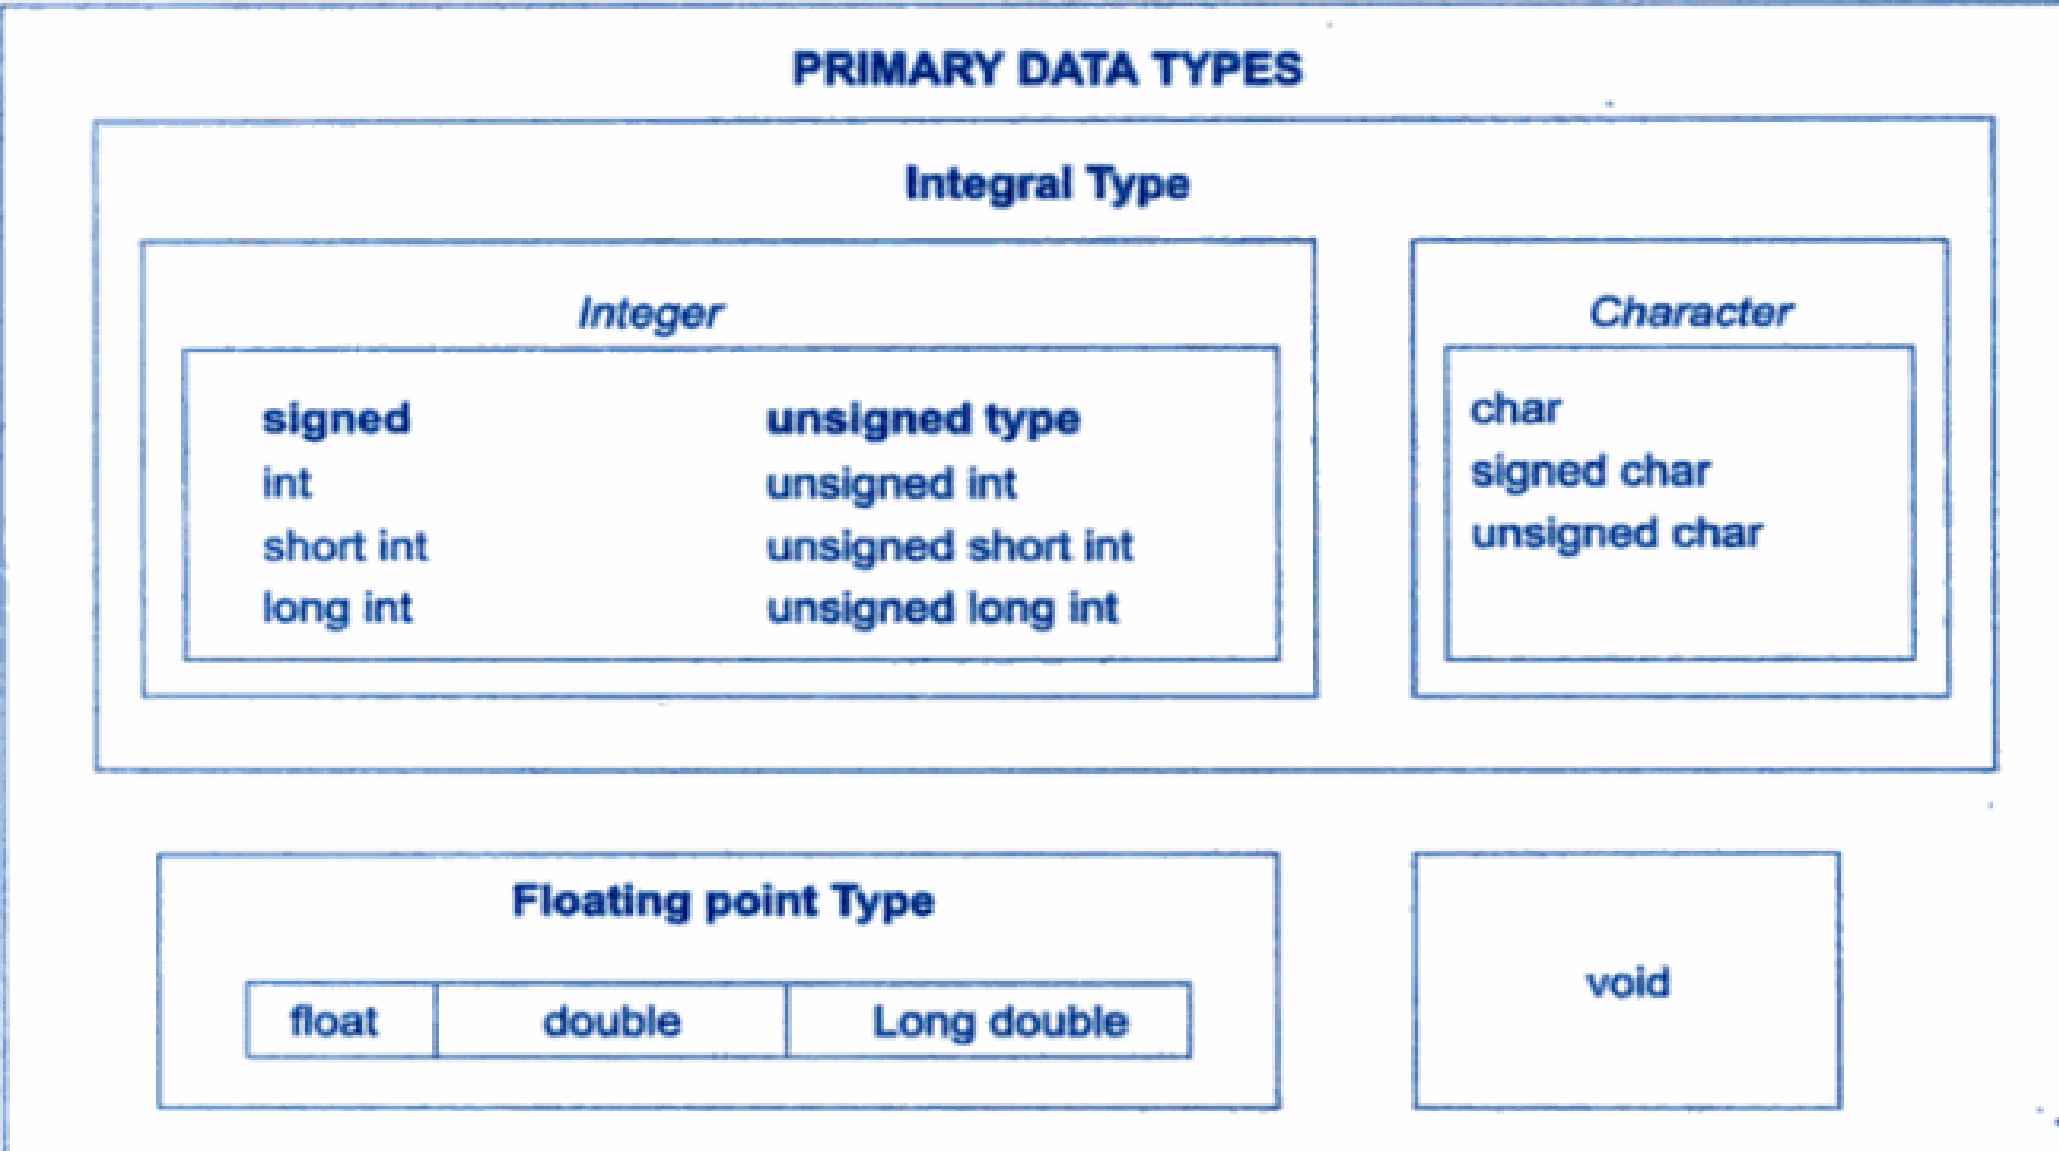 PRIMARY DATA TYPES
Integral Type
Integer
signed unsigned type
int unsigned int
short int unsigned short int
long int unsigned long int
Character
char
signed char
unsigned char
Floating point Type
float double Long double
void